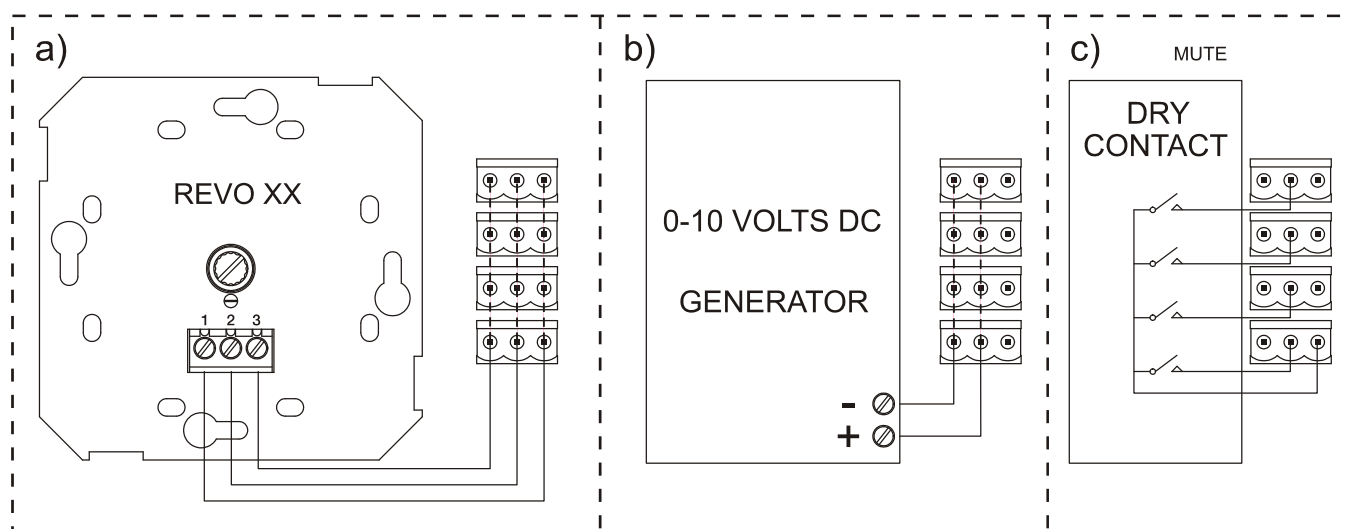 a)
REVO XX
1 2 3
b)
0-10 VOLTS DC
GENERATOR
-
+
c)
MUTE
DRY
CONTACT